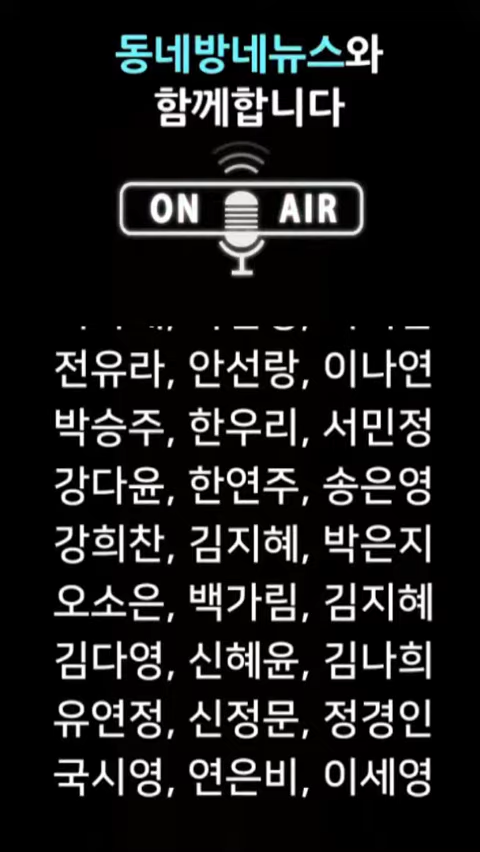 동네방네뉴스와
함께합니다
ON AIR
전유라, 안선랑, 이나연
박승주, 한우리, 서민정
강다윤, 한연주, 송은영
강희찬, 김지혜, 박은지
오소은, 백가림, 김지혜
김다영, 신혜윤, 김나희
유연정, 신정문, 정경인
국시영, 연은비, 이세영